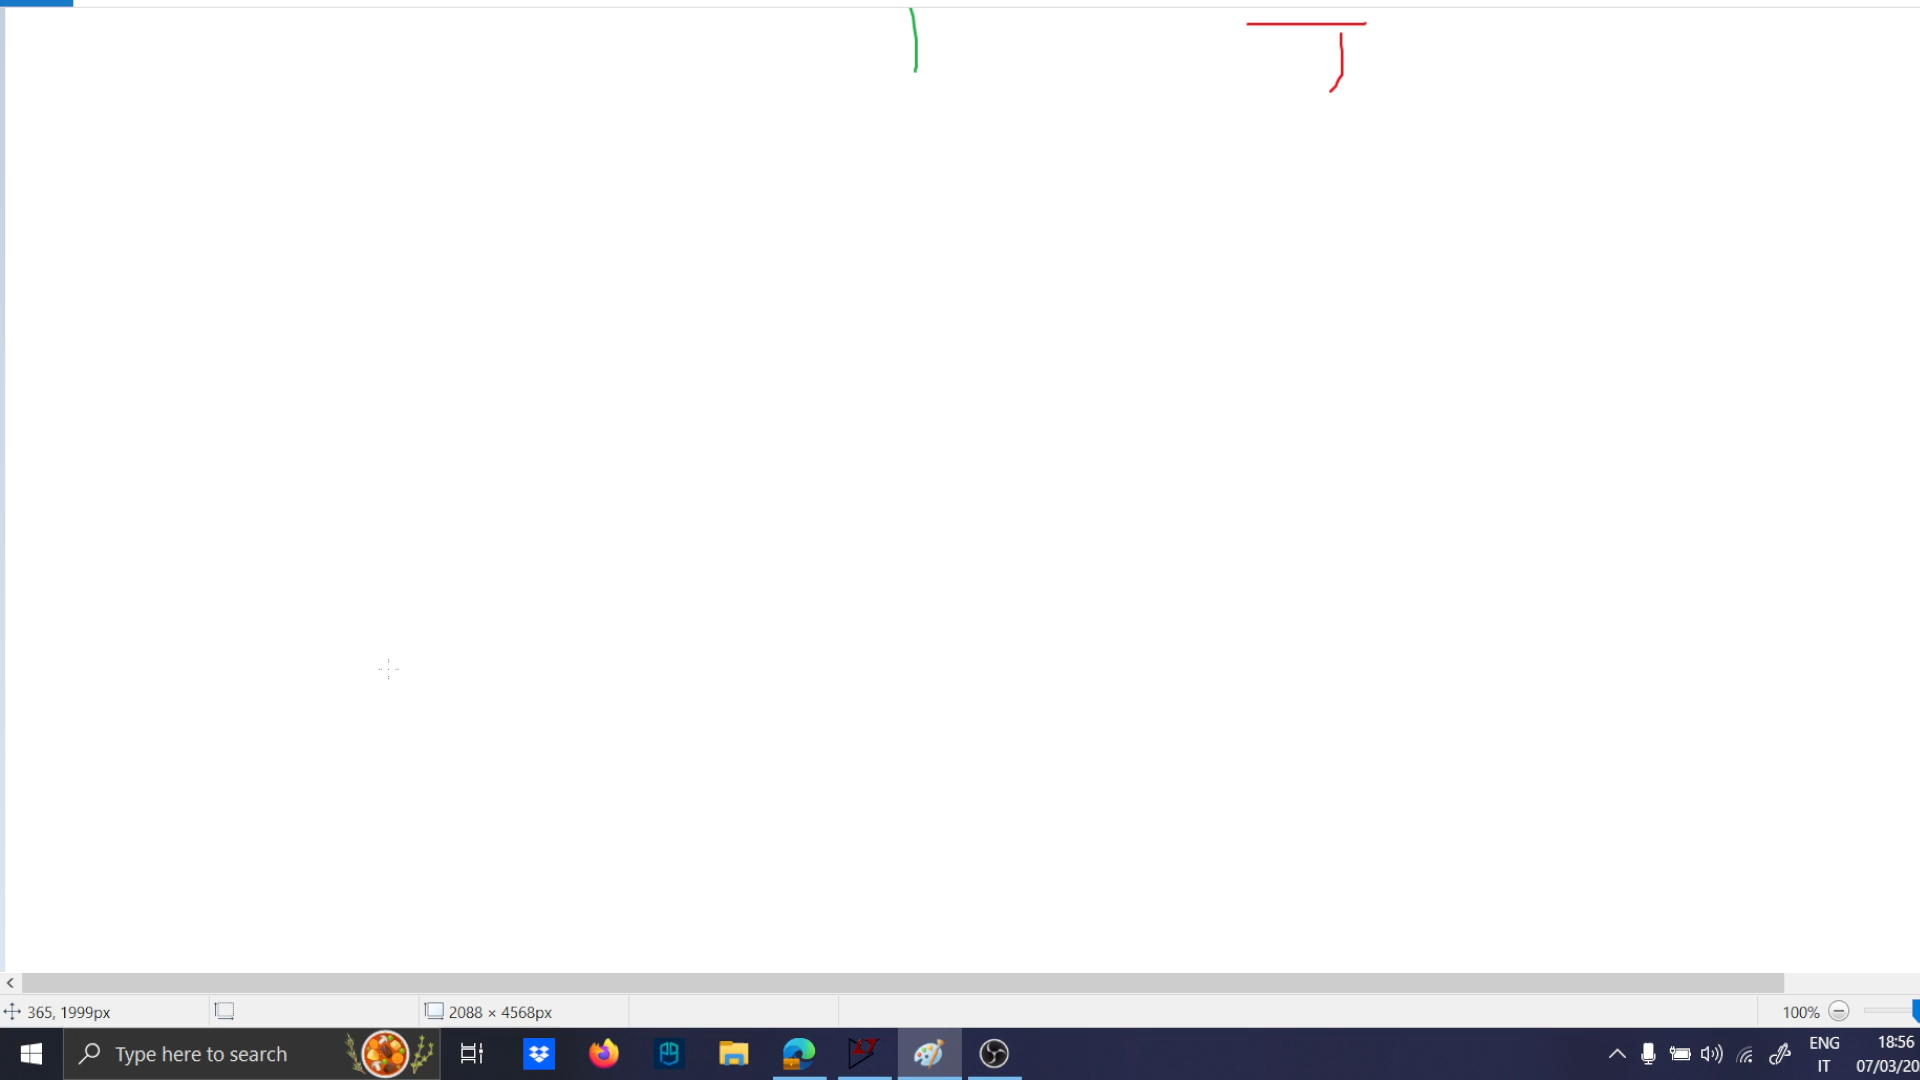 365, 1999px
2088 × 4568px
100%
Type here to search
ENG
IT
18:56
07/03/20